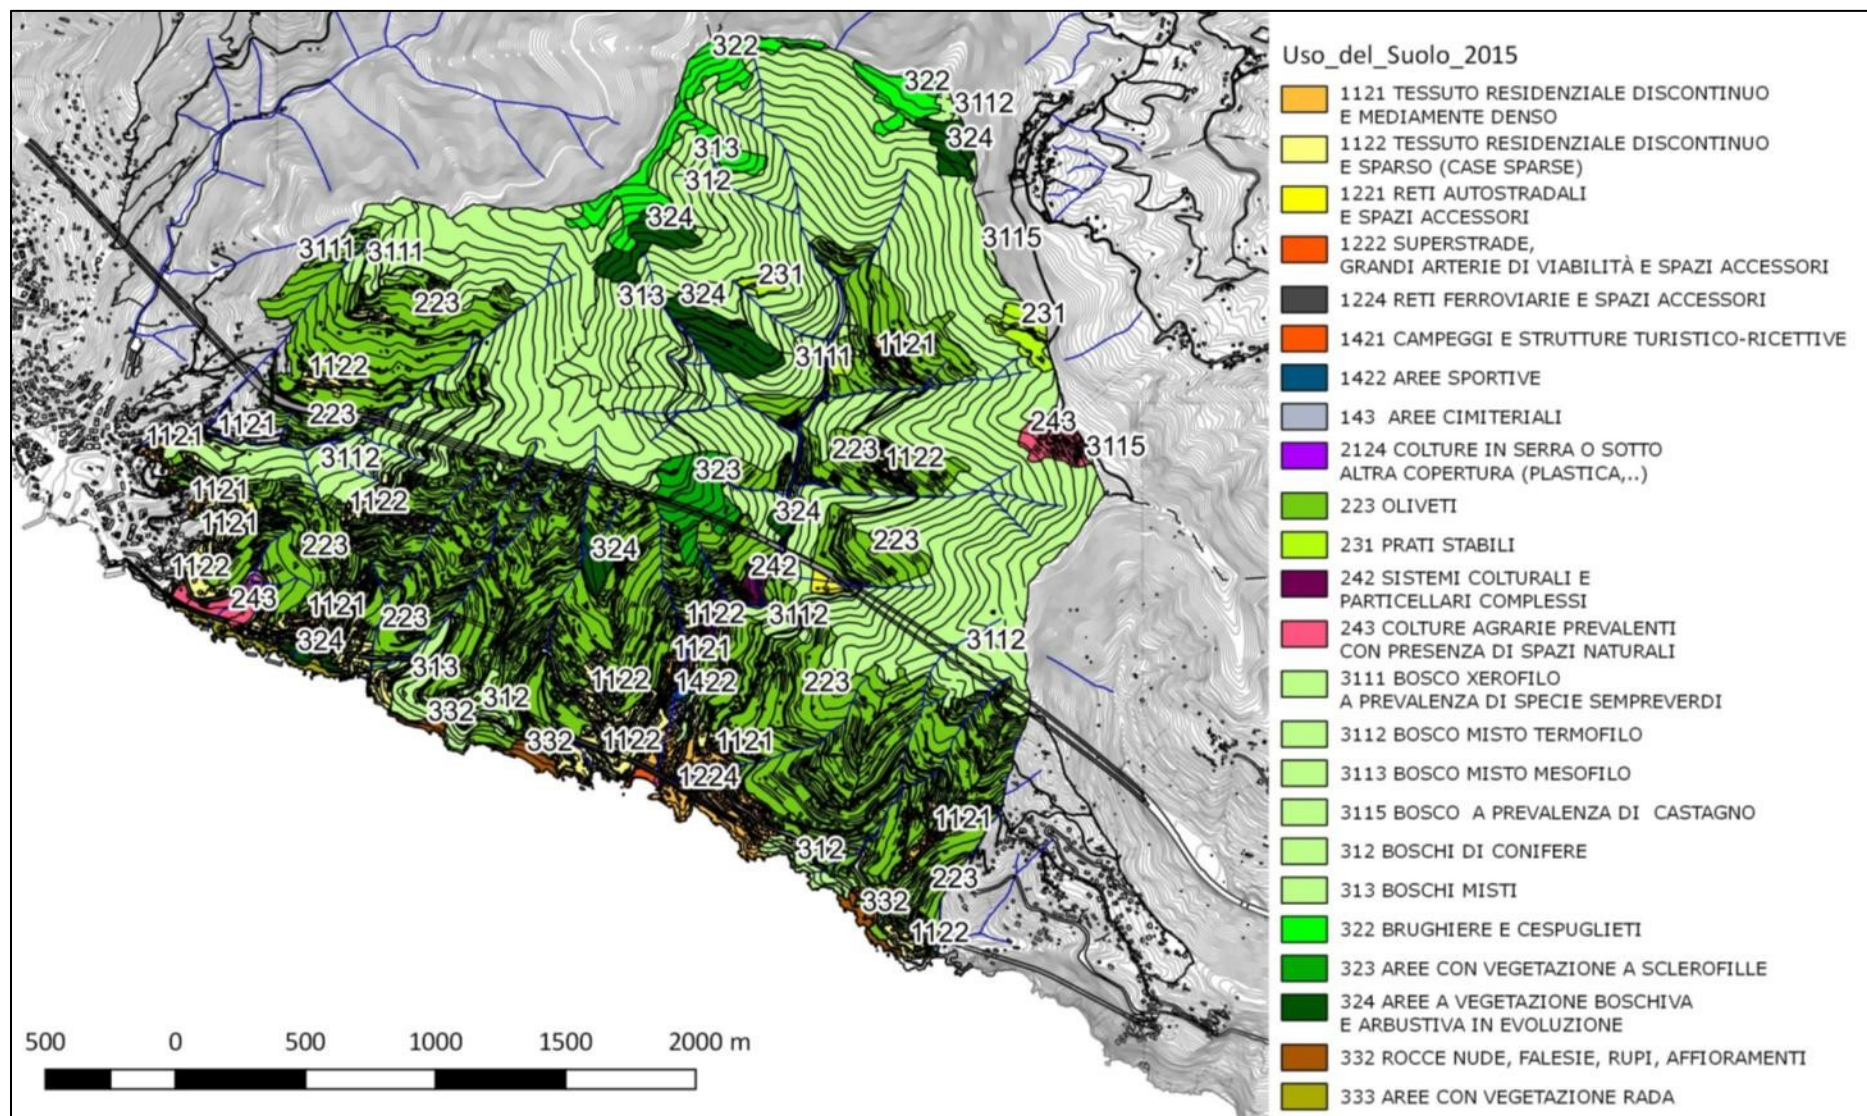 322
322
3112
324
313
312
324
3115
3111
3111
231
223
313
324
231
3111
1121
1122
223
243
1121
1121
223
1122
3115
3112
323
1121
1122
1121
324
223
223
324
1122
242
243
1121
223
1122
3112
324
1121
3112
313
1122
1422
223
312
332
332
1122
1121
1224
1121
312
223
332
1122
500 0 500 1000 1500 2000 m
Uso_del_Suolo_2015
1121 TESSUTO RESIDENZIALE DISCONTINUO
E MEDIAMENTE DENSO
1122 TESSUTO RESIDENZIALE DISCONTINUO
E SPARSO (CASE SPARSE)
1221 RETI AUTOSTRADALI
E SPAZI ACCESSORI
1222 SUPERSTRADE,
GRANDI ARTERIE DI VIABILITÀ E SPAZI ACCESSORI
1224 RETI FERROVIARIE E SPAZI ACCESSORI
1421 CAMPEGGI E STRUTTURE TURISTICO-RICETTIVE
1422 AREE SPORTIVE
143 AREE CIMITERIALI
2124 COLTURE IN SERRA O SOTTO
ALTRA COPERTURA (PLASTICA,..)
223 OLIVETI
231 PRATI STABILI
242 SISTEMI COLTURALI E
PARTICELLARI COMPLESSI
243 COLTURE AGRARIE PREVALENTI
CON PRESENZA DI SPAZI NATURALI
3111 BOSCO XEROFILO
A PREVALENZA DI SPECIE SEMPREVERDI
3112 BOSCO MISTO TERMOFILO
3113 BOSCO MISTO MESOFILO
3115 BOSCO A PREVALENZA DI CASTAGNO
312 BOSCHI DI CONIFERE
313 BOSCHI MISTI
322 BRUGHIERE E CESPUGLIETI
323 AREE CON VEGETAZIONE A SCLEROFILLE
324 AREE A VEGETAZIONE BOSCHIVA
E ARBUSTIVA IN EVOLUZIONE
332 ROCCE NUDE, FALESIE, RUPI, AFFIORAMENTI
333 AREE CON VEGETAZIONE RADA